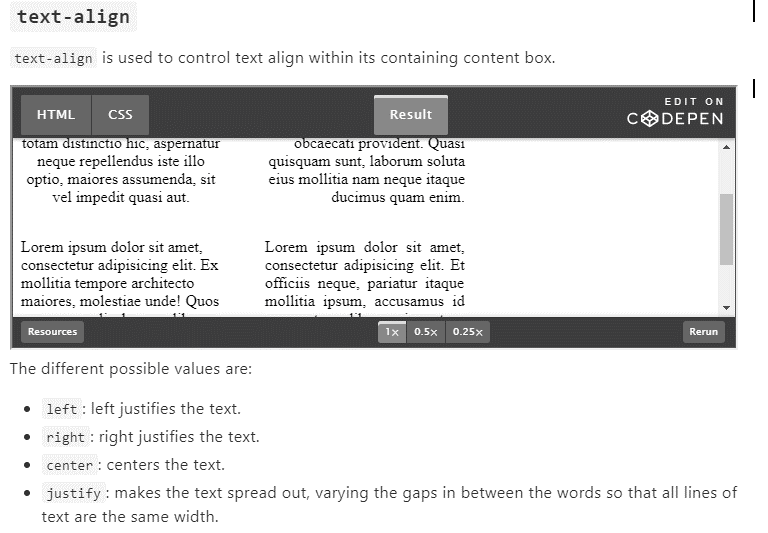 text-align
text-align is used to control text align within its containing content box.
HTML CSS Result EDIT ON
CODEPEN
totam distinctio hic, aspernatur
neque repellendus iste illo
optio, maiores assumenda, sit
vel impedit quasi aut.
obcaecati provident. Quasi
quisquam sunt, laborum soluta
eius mollitia nam neque itaque
ducimus quam enim.
Lorem ipsum dolor sit amet,
consectetur adipisicing elit. Ex
mollitia tempore architecto
maiores, molestiae unde! Quos
Lorem ipsum dolor sit amet,
consectetur adipisicing elit. Et
officiis neque, pariatur itaque
mollitia ipsum, accusamus id
Resources 1x 0.5x 0.25x Rerun
The different possible values are:
left: left justifies the text.
right: right justifies the text.
center: centers the text.
justify: makes the text spread out, varying the gaps in between the words so that all lines of
text are the same width.